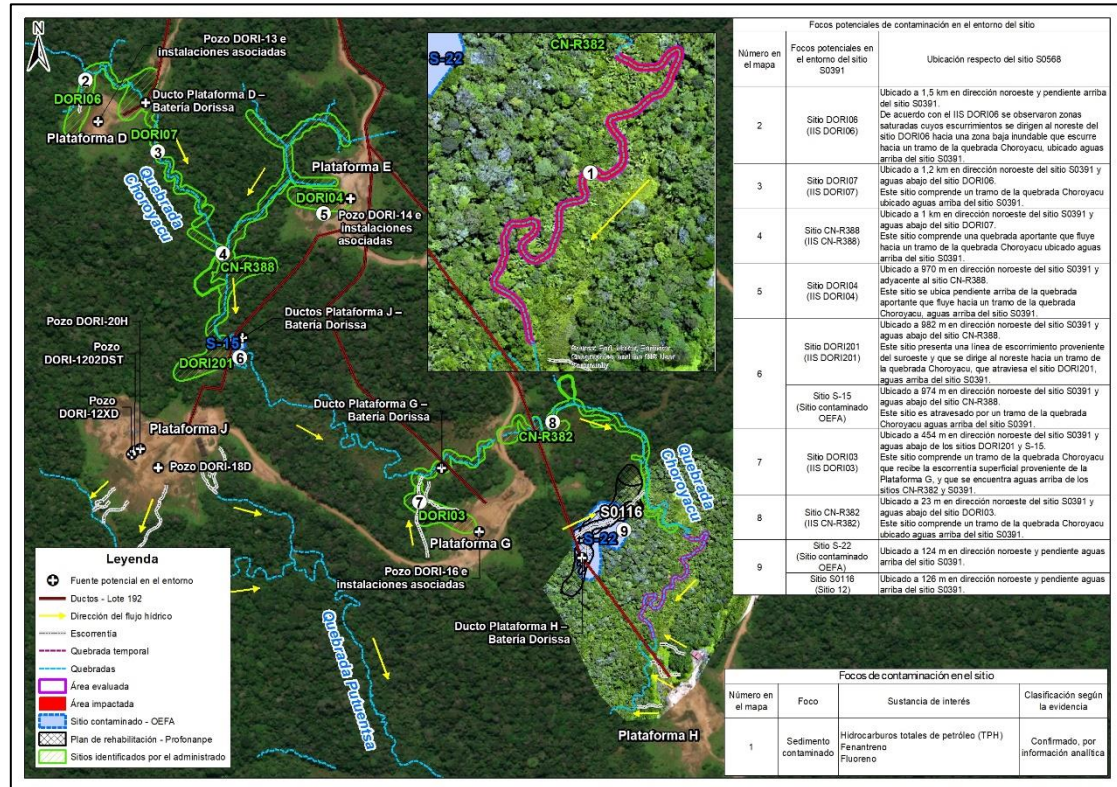 N
Pozo DORI-13 e
instalaciones asociadas
2
DORI06
Ducto Plataforma D –
Batería Dorissa
Plataforma D
DORI07
3
Quebrada
Choroyacu
Plataforma E
DORI04
5
Pozo DORI-14 e
instalaciones
asociadas
4
CN-R388
Pozo DORI-20H
Pozo
DORI-1202DST
Pozo
DORI-12XD
Ductos Plataforma J –
Batería Dorissa
S-15
6
DORI201
Plataforma J
Pozo DORI-18D
Ducto Plataforma G –
Batería Dorissa
8
CN-R382
7
DORI03
Plataforma G
Pozo DORI-16 e
instalaciones asociadas
Quebrada
Choroyacu
S0116
S-22
9
Ducto Plataforma H –
Batería Dorissa
Plataforma H
Quebrada Putuentsa
CN-R382
S-22
1
Leyenda
Fuente potencial en el entorno
Ductos - Lote 192
Dirección del flujo hídrico
Escorrentía
Quebrada temporal
Quebradas
Área evaluada
Área impactada
Sitio contaminado - OEFA
Plan de rehabilitación - Profonanpe
Sitios identificados por el administrado
Focos potenciales de contaminación en el entorno del sitio
Número en
el mapa
Focos potenciales en
el entorno del sitio
S0391
Ubicación respecto del sitio S0568
2
Sitio DORI06
(IIS DORI06)
Ubicado a 1,5 km en dirección noroeste y pendiente arriba
del sitio S0391.
De acuerdo con el IIS DORI06 se observaron zonas
saturadas cuyos escurrimientos se dirigen al noreste del sitio
DORI06 hacia una zona baja inundable que escurre
hacia un tramo de la quebrada Choroyacu, ubicado aguas
arriba del sitio S0391.
3
Sitio DORI07
(IIS DORI07)
Ubicado a 1,2 km en dirección noroeste del sitio S0391 y
aguas abajo del sitio DORI06.
Este sitio comprende un tramo de la quebrada Choroyacu
ubicado aguas arriba del sitio S0391.
4
Sitio CN-R388
(IIS CN-R388)
Ubicado a 1 km en dirección noroeste del sitio S0391 y
aguas abajo del sitio DORI07.
Este sitio comprende una quebrada aportante que fluye
hacia un tramo de la quebrada Choroyacu ubicado aguas
arriba del sitio S0391.
5
Sitio DORI04
(IIS DORI04)
Ubicado a 970 m en dirección noroeste del sitio S0391 y
adyacente al sitio CN-R388.
Este sitio se ubica pendiente arriba de la quebrada
aportante que fluye hacia un tramo de la quebrada
Choroyacu, aguas arriba del sitio S0391.
6
Sitio DORI201
(IIS DORI201)
Ubicado a 982 m en dirección noroeste del sitio S0391 y
aguas abajo del sitio CN-R388.
Este sitio presenta una línea de escorrimiento proveniente
del suroeste y que se dirige al noreste hacia un tramo de
la quebrada Choroyacu, que atraviesa el sitio DORI201,
aguas arriba del sitio S0391.
Sitio S-15
(Sitio contaminado
OEFA)
Ubicado a 974 m en dirección noroeste del sitio S0391 y
aguas abajo del sitio CN-R388.
Este sitio es atravesado por un tramo de la quebrada
Choroyacu aguas arriba del sitio S0391.
7
Sitio DORI03
(IIS DORI03)
Ubicado a 454 m en dirección noroeste del sitio S0391 y
aguas abajo de los sitios DORI201 y S-15.
Este sitio comprende un tramo de la quebrada Choroyacu
que recibe la escorrentía superficial proveniente de la
Plataforma G, y que se encuentra aguas arriba de los
sitios CN-R382 y S0391.
8
Sitio CN-R382
(IIS CN-R382)
Ubicado a 23 m en dirección noroeste del sitio S0391 y
aguas abajo del sitio DORI03.
Este sitio comprende un tramo de la quebrada Choroyacu
ubicado aguas arriba del sitio S0391.
9
Sitio S-22
(Sitio contaminado
OEFA)
Ubicado a 124 m en dirección noroeste y pendiente aguas
arriba del sitio S0391.
Sitio S0116
(Sitio 12)
Ubicado a 126 m en dirección noroeste y pendiente aguas
arriba del sitio S0391.
Focos de contaminación en el sitio
Número en
el mapa
Foco
Sustancia de interés
Clasificación según
la evidencia
1
Sedimento
contaminado
Hidrocarburos totales de petróleo (TPH)
Fenantreno
Fluoreno
Confirmado, por
información analítica